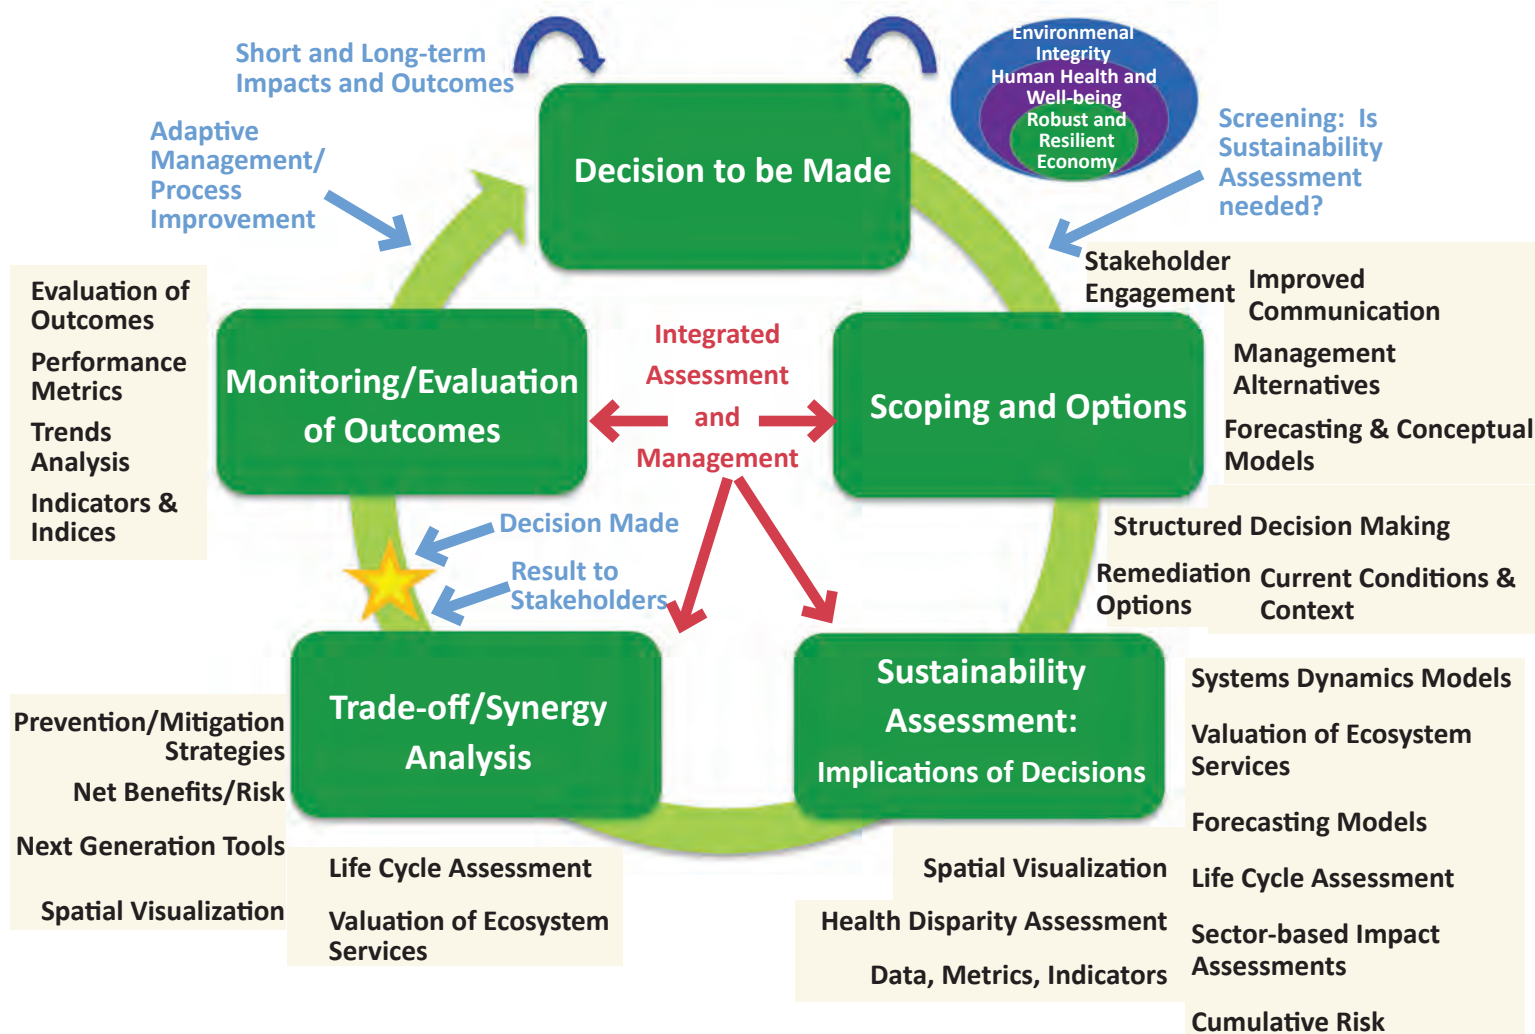 Short and Long-term
Impacts and Outcomes
Environmenal
Integrity
Human Health and
Well-being
Robust and
Resilient
Economy
Adaptive
Management/
Process
Improvement
Decision to be Made
Screening: Is
Sustainability
Assessment
needed?
Evaluation of
Outcomes
Performance
Metrics
Trends
Analysis
Indicators &
Indices
Monitoring/Evaluation
of Outcomes
Integrated
Assessment
and
Management
Scoping and Options
Stakeholder
Engagement
Improved
Communication
Management
Alternatives
Forecasting & Conceptual
Models
Structured Decision Making
Remediation
Options
Current Conditions &
Context
Decision Made
Result to
Stakeholders
Trade-off/Synergy
Analysis
Sustainability
Assessment:
Implications of Decisions
Prevention/Mitigation
Strategies
Net Benefits/Risk
Next Generation Tools
Spatial Visualization
Life Cycle Assessment
Valuation of Ecosystem
Services
Spatial Visualization
Health Disparity Assessment
Data, Metrics, Indicators
Systems Dynamics Models
Valuation of Ecosystem
Services
Forecasting Models
Life Cycle Assessment
Sector-based Impact
Assessments
Cumulative Risk